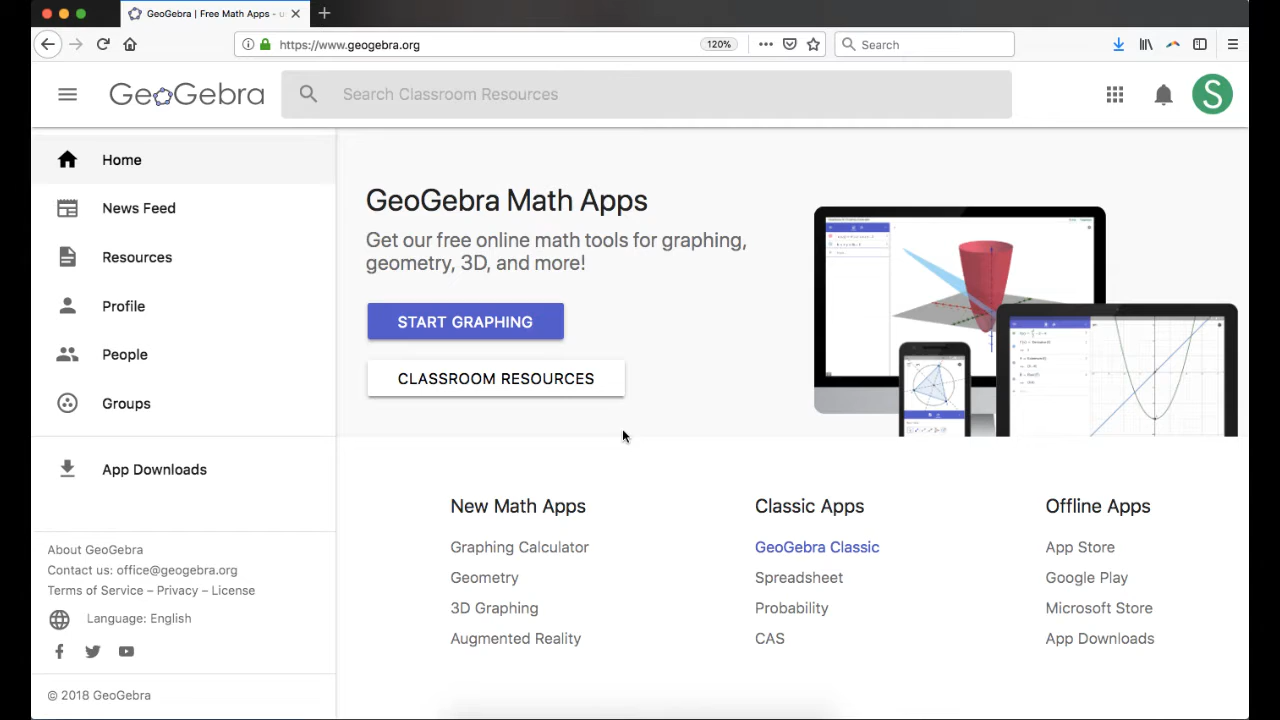 GeoGebra | Free Math Apps - u
https://www.geogebra.org
120%
Search
GeoGebra
Search Classroom Resources
S
Home
News Feed
Resources
Profile
People
Groups
App Downloads
About GeoGebra
Contact us: office@geogebra.org
Terms of Service – Privacy – License
Language: English
© 2018 GeoGebra
GeoGebra Math Apps
Get our free online math tools for graphing,
geometry, 3D, and more!
START GRAPHING
CLASSROOM RESOURCES
New Math Apps
Graphing Calculator
Geometry
3D Graphing
Augmented Reality
Classic Apps
GeoGebra Classic
Spreadsheet
Probability
CAS
Offline Apps
App Store
Google Play
Microsoft Store
App Downloads